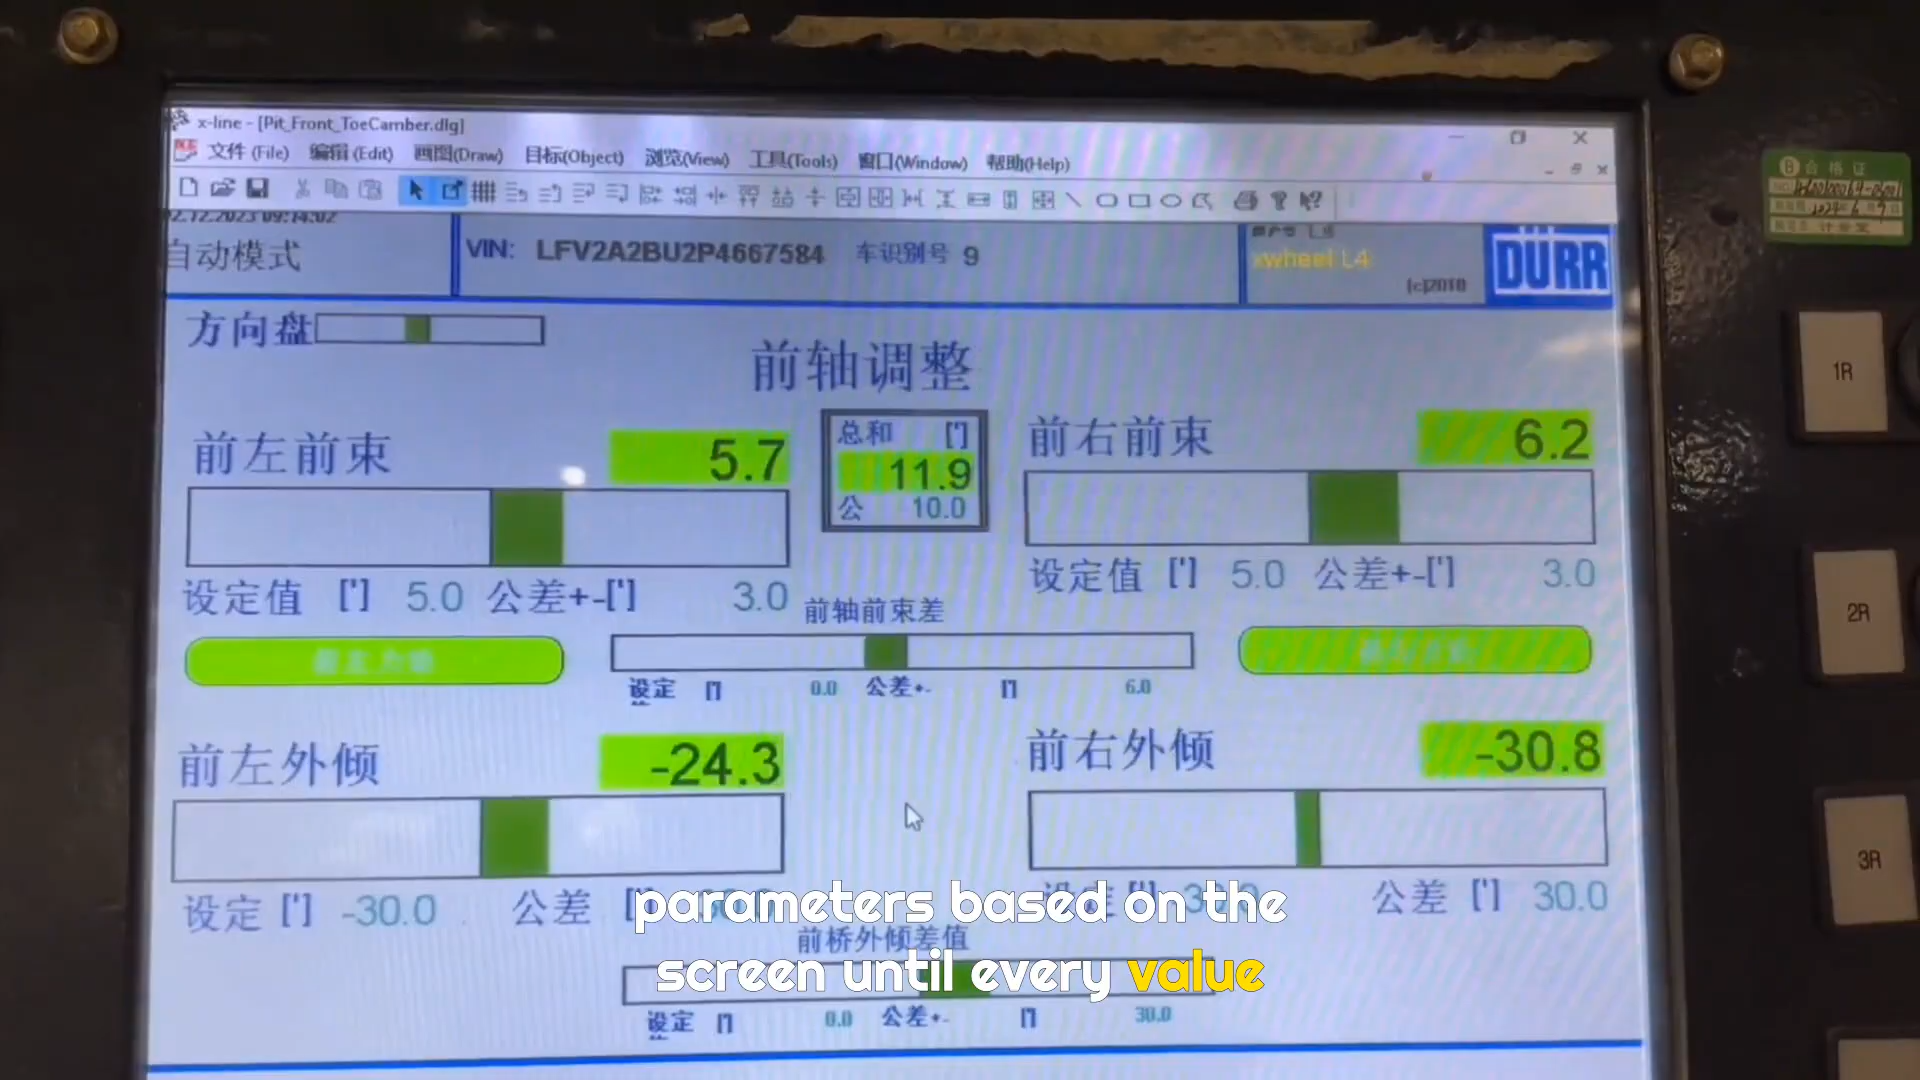 x-line - [Pit_Front_ToeCamber.dlg]
文件 (File) 编辑 (Edit) 画图(Draw) 目标(Object) 浏览(View) 工具(Tools) 窗口(Window) 帮助(Help)
自动模式
VIN: LFV2A2BU2P4667584 车识别号 9
xwheel L4
(c)2010
DÜRR
方向盘
前轴调整
前左前束 5.7
总和 [']
11.9
公 10.0
前右前束 6.2
设定值 ['] 5.0 公差+-['] 3.0
设定值 ['] 5.0 公差+-['] 3.0
前轴前束差
设定 0.0 公差+- 6.0
前左外倾 -24.3
前右外倾 -30.8
设定 ['] -30.0 公差
公差 ['] 30.0
前桥外倾差值
设定 0.0 公差+- 30.0
parameters based on the
screen until every value
合格证
1R
2R
3R